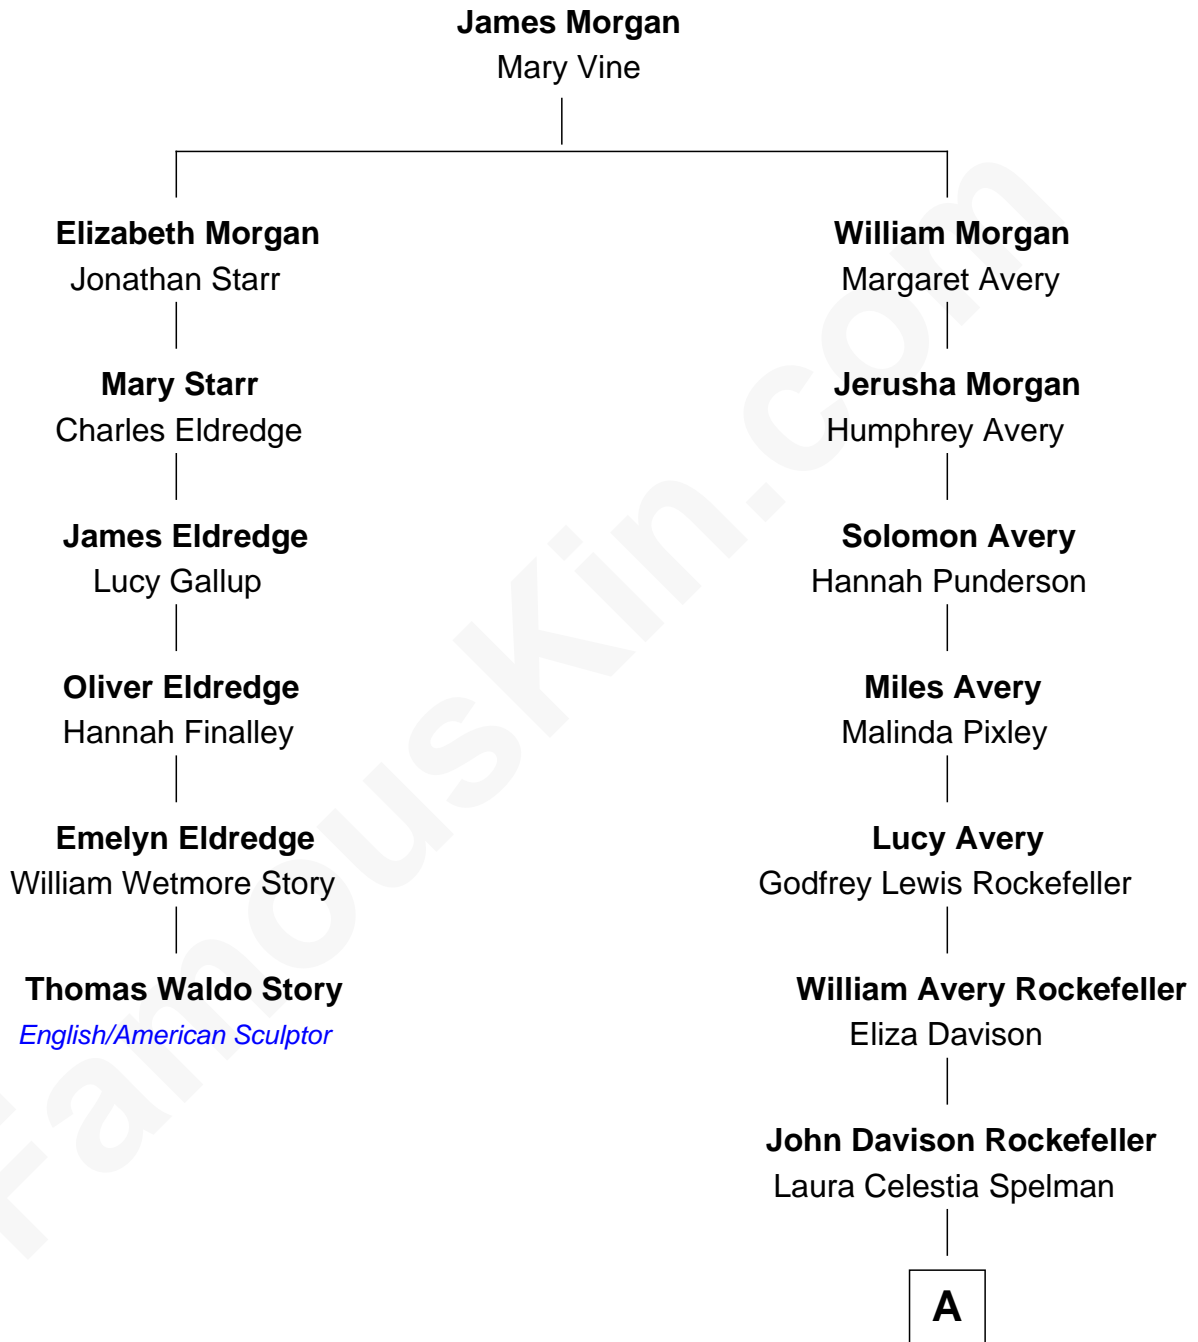 James Morgan
Mary Vine
Elizabeth Morgan
Jonathan Starr
Mary Starr
Charles Eldredge
James Eldredge
Lucy Gallup
Oliver Eldredge
Hannah Finalley
Emelyn Eldredge
William Wetmore Story
Thomas Waldo Story
English/American Sculptor
William Morgan
Margaret Avery
Jerusha Morgan
Humphrey Avery
Solomon Avery
Hannah Punderson
Miles Avery
Malinda Pixley
Lucy Avery
Godfrey Lewis Rockefeller
William Avery Rockefeller
Eliza Davison
John Davison Rockefeller
Laura Celestia Spelman
A
FamousKin.com